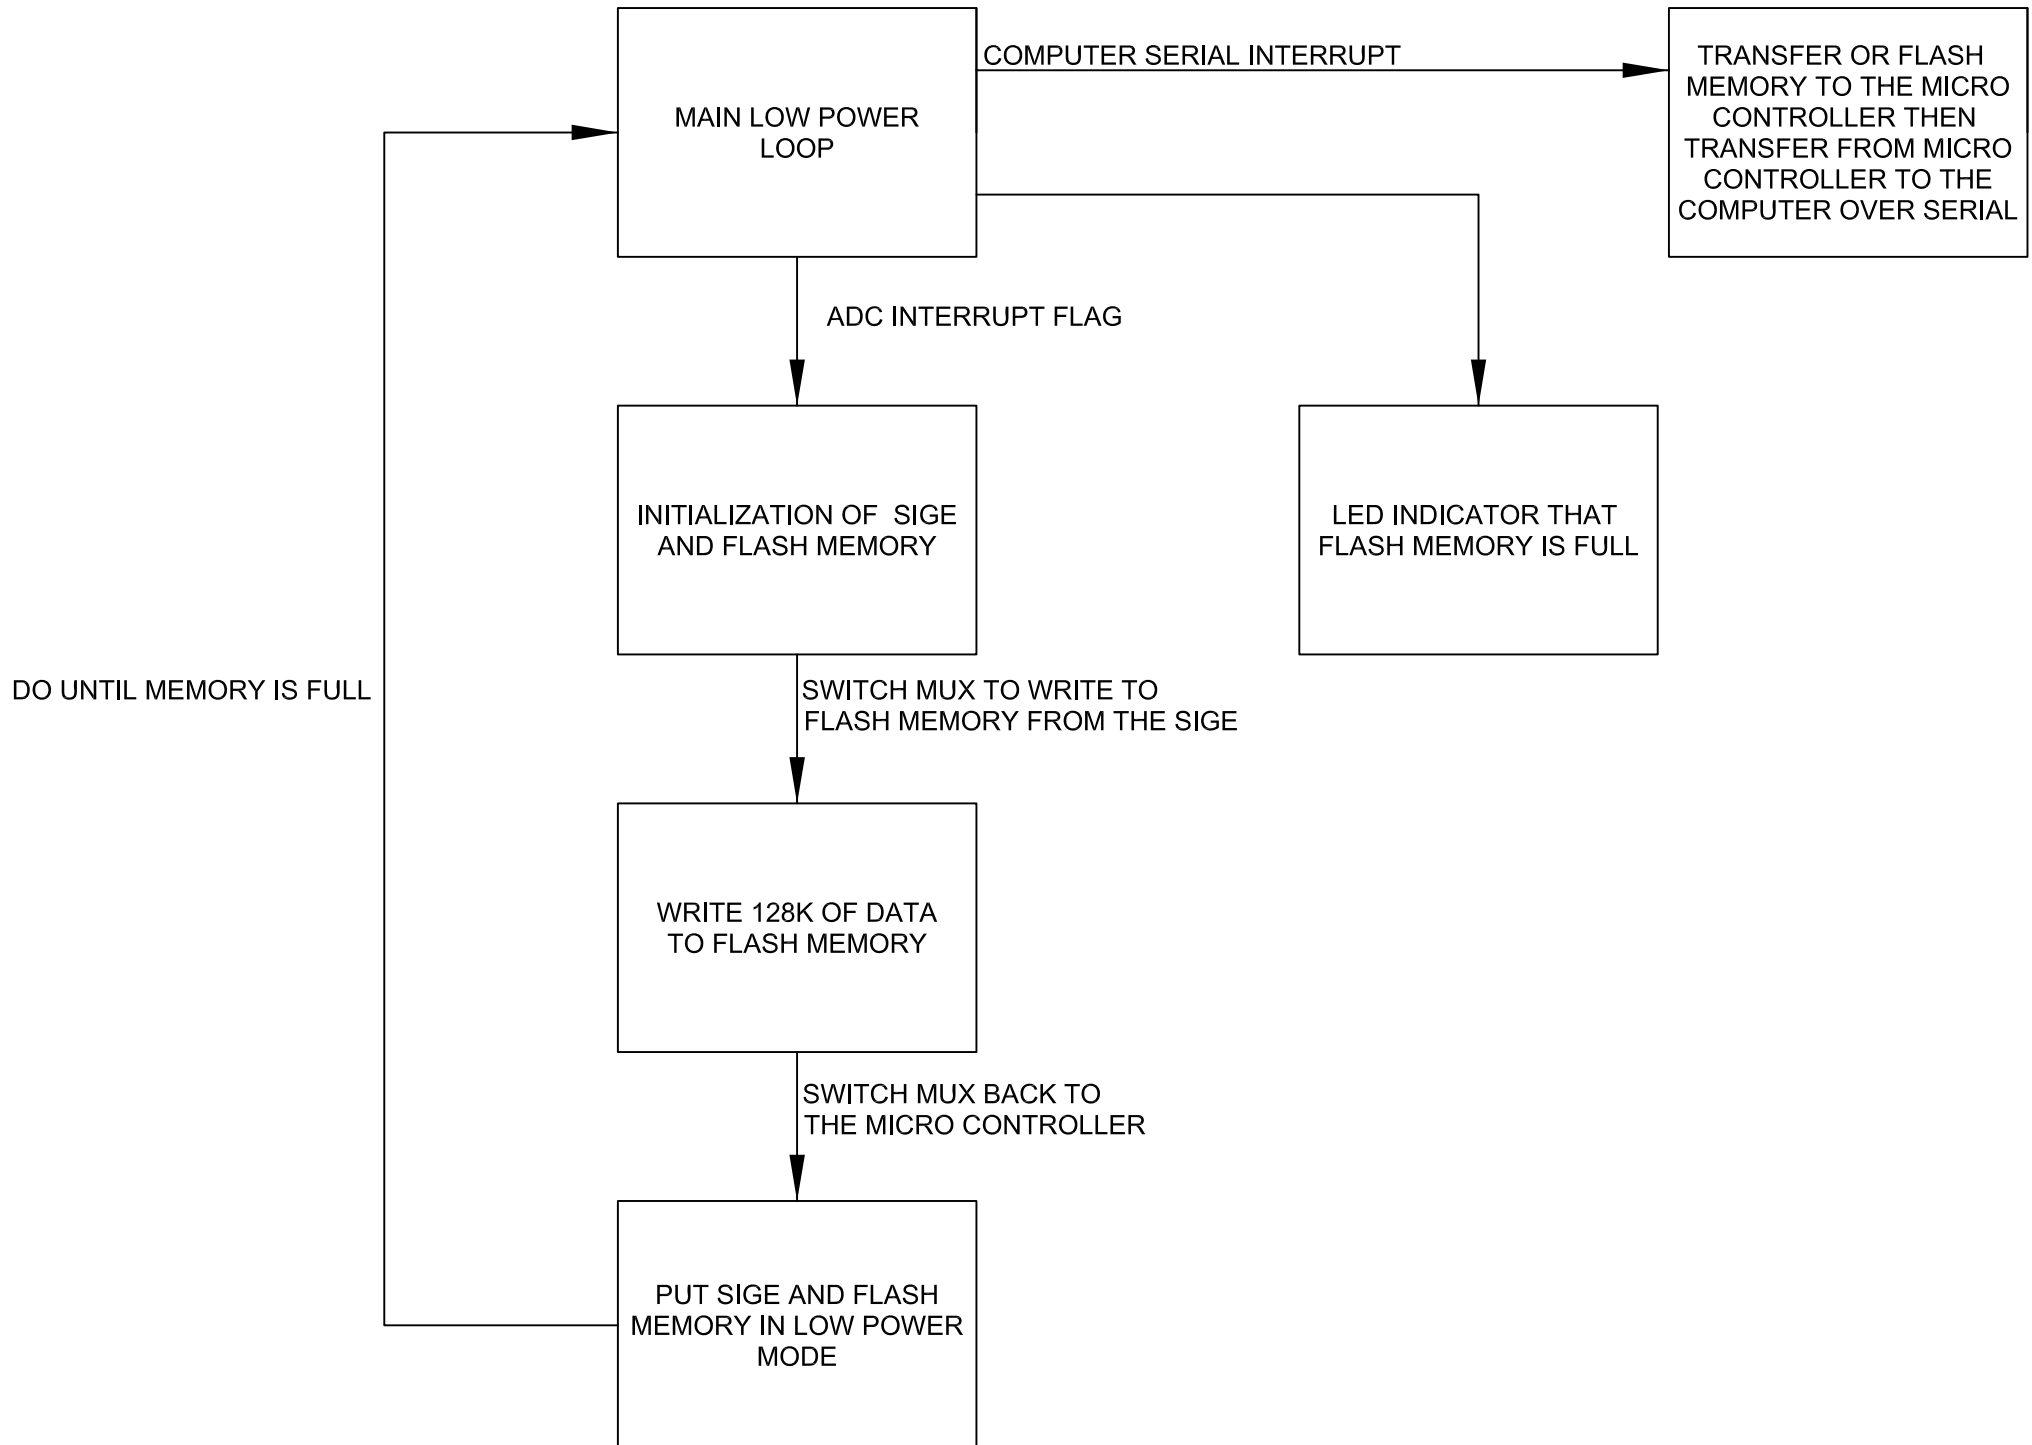 COMPUTER SERIAL INTERRUPT
MAIN LOW POWER
LOOP
TRANSFER OR FLASH
MEMORY TO THE MICRO
CONTROLLER THEN
TRANSFER FROM MICRO
CONTROLLER TO THE
COMPUTER OVER SERIAL
ADC INTERRUPT FLAG
INITIALIZATION OF SIGE
AND FLASH MEMORY
LED INDICATOR THAT
FLASH MEMORY IS FULL
DO UNTIL MEMORY IS FULL
SWITCH MUX TO WRITE TO
FLASH MEMORY FROM THE SIGE
WRITE 128K OF DATA
TO FLASH MEMORY
SWITCH MUX BACK TO
THE MICRO CONTROLLER
PUT SIGE AND FLASH
MEMORY IN LOW POWER
MODE